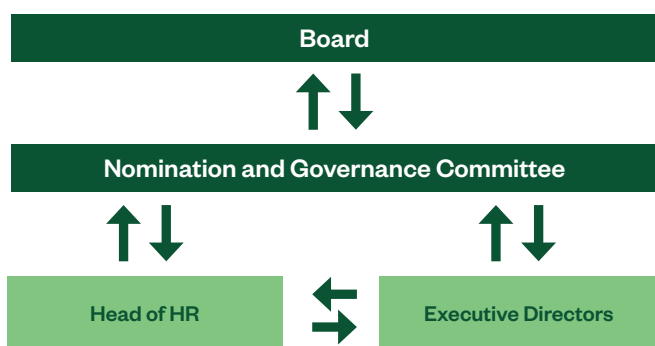 Board
Nomination and Governance Committee
Head of HR
Executive Directors